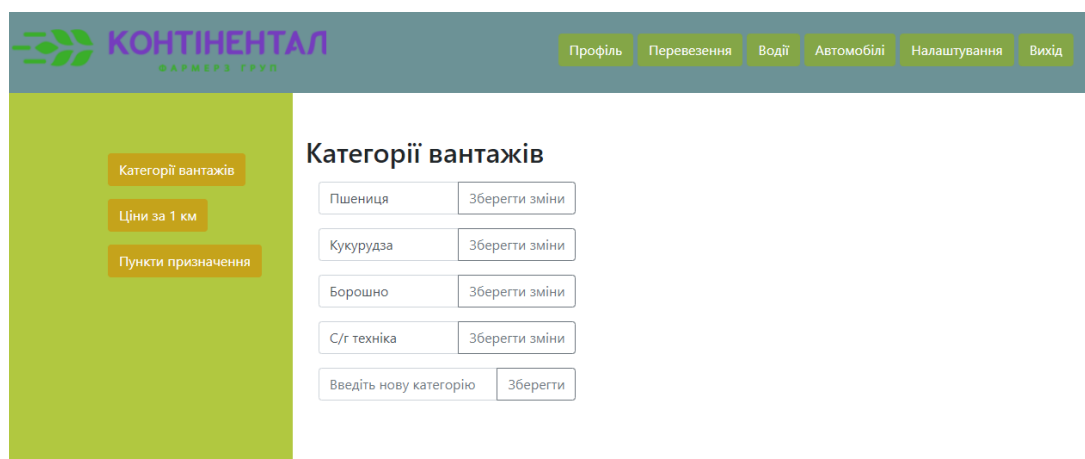 КОНТІНЕНТАЛ
ФАРМЕРЗ ГРУП
Профіль Перевезення Водії Автомобілі Налаштування Вихід
Категорії вантажів
Ціни за 1 км
Пункти призначення
Категорії вантажів
Пшениця Зберегти зміни
Кукурудза Зберегти зміни
Борошно Зберегти зміни
С/г техніка Зберегти зміни
Введіть нову категорію Зберегти